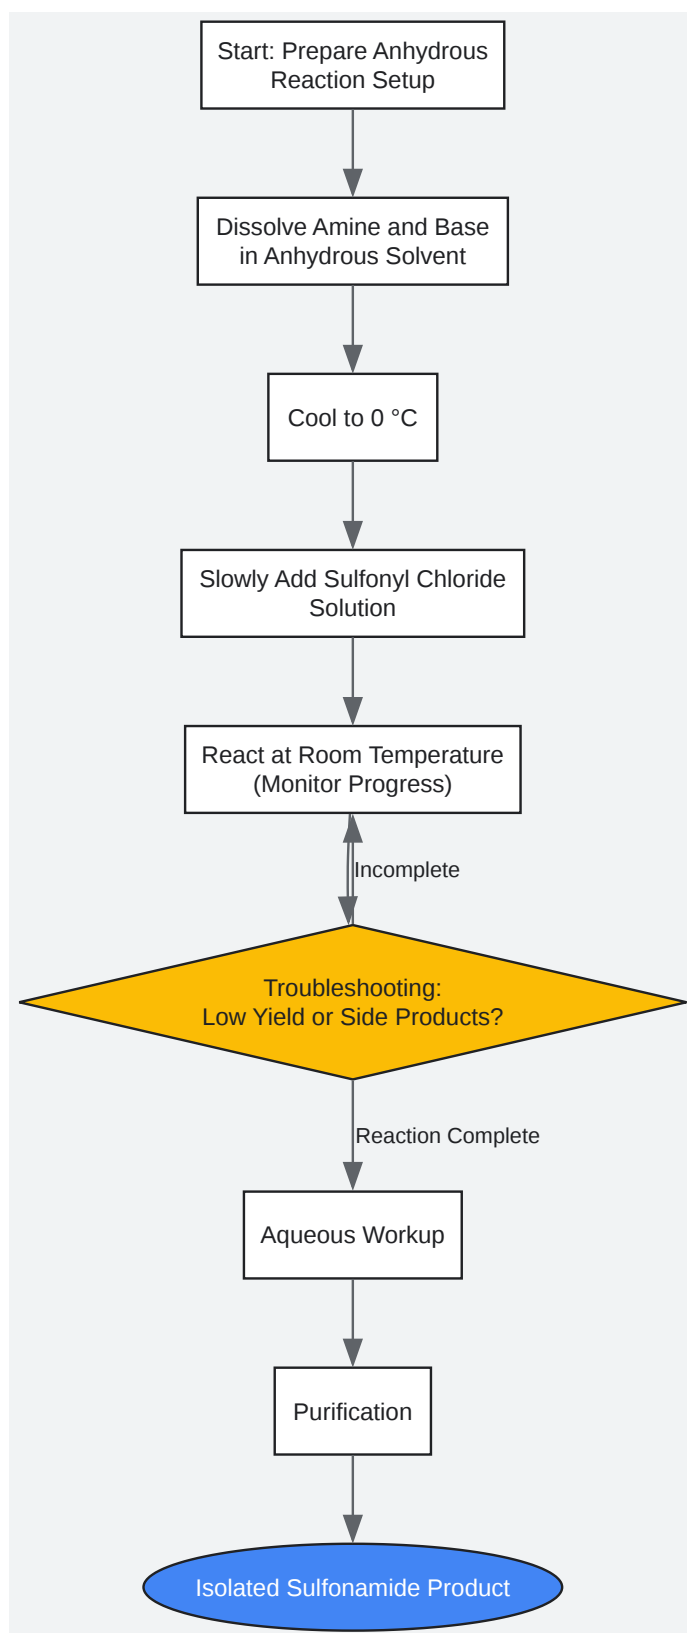 Start: Prepare Anhydrous
Reaction Setup
Dissolve Amine and Base
in Anhydrous Solvent
Cool to 0 °C
Slowly Add Sulfonyl Chloride
Solution
React at Room Temperature
(Monitor Progress)
Incomplete
Troubleshooting:
Low Yield or Side Products?
Reaction Complete
Aqueous Workup
Purification
Isolated Sulfonamide Product